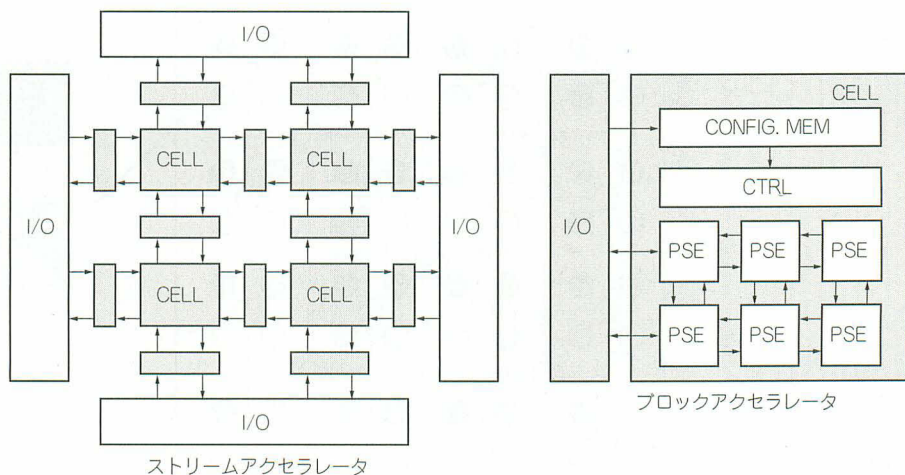 I/O
I/O
CELL
CELL
I/O
CELL
CELL
I/O
ストリームアクセラレータ
I/O
CELL
CONFIG. MEM
CTRL
PSE
PSE
PSE
PSE
PSE
PSE
ブロックアクセラレータ